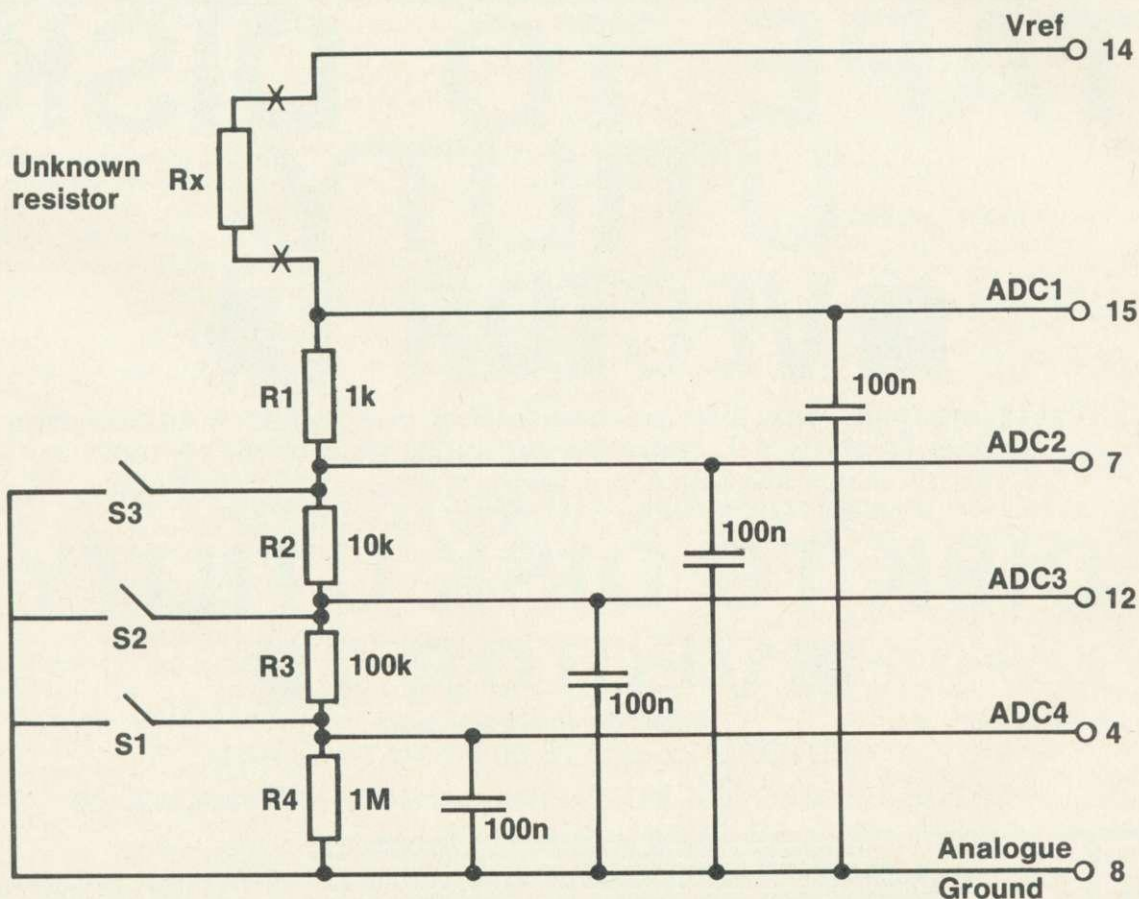 Vref
14
Unknown
resistor
Rx
ADC1
15
R1
1k
100n
ADC2
7
S3
R2
10k
100n
ADC3
12
S2
R3
100k
100n
ADC4
4
S1
R4
1M
100n
Analogue
Ground
8